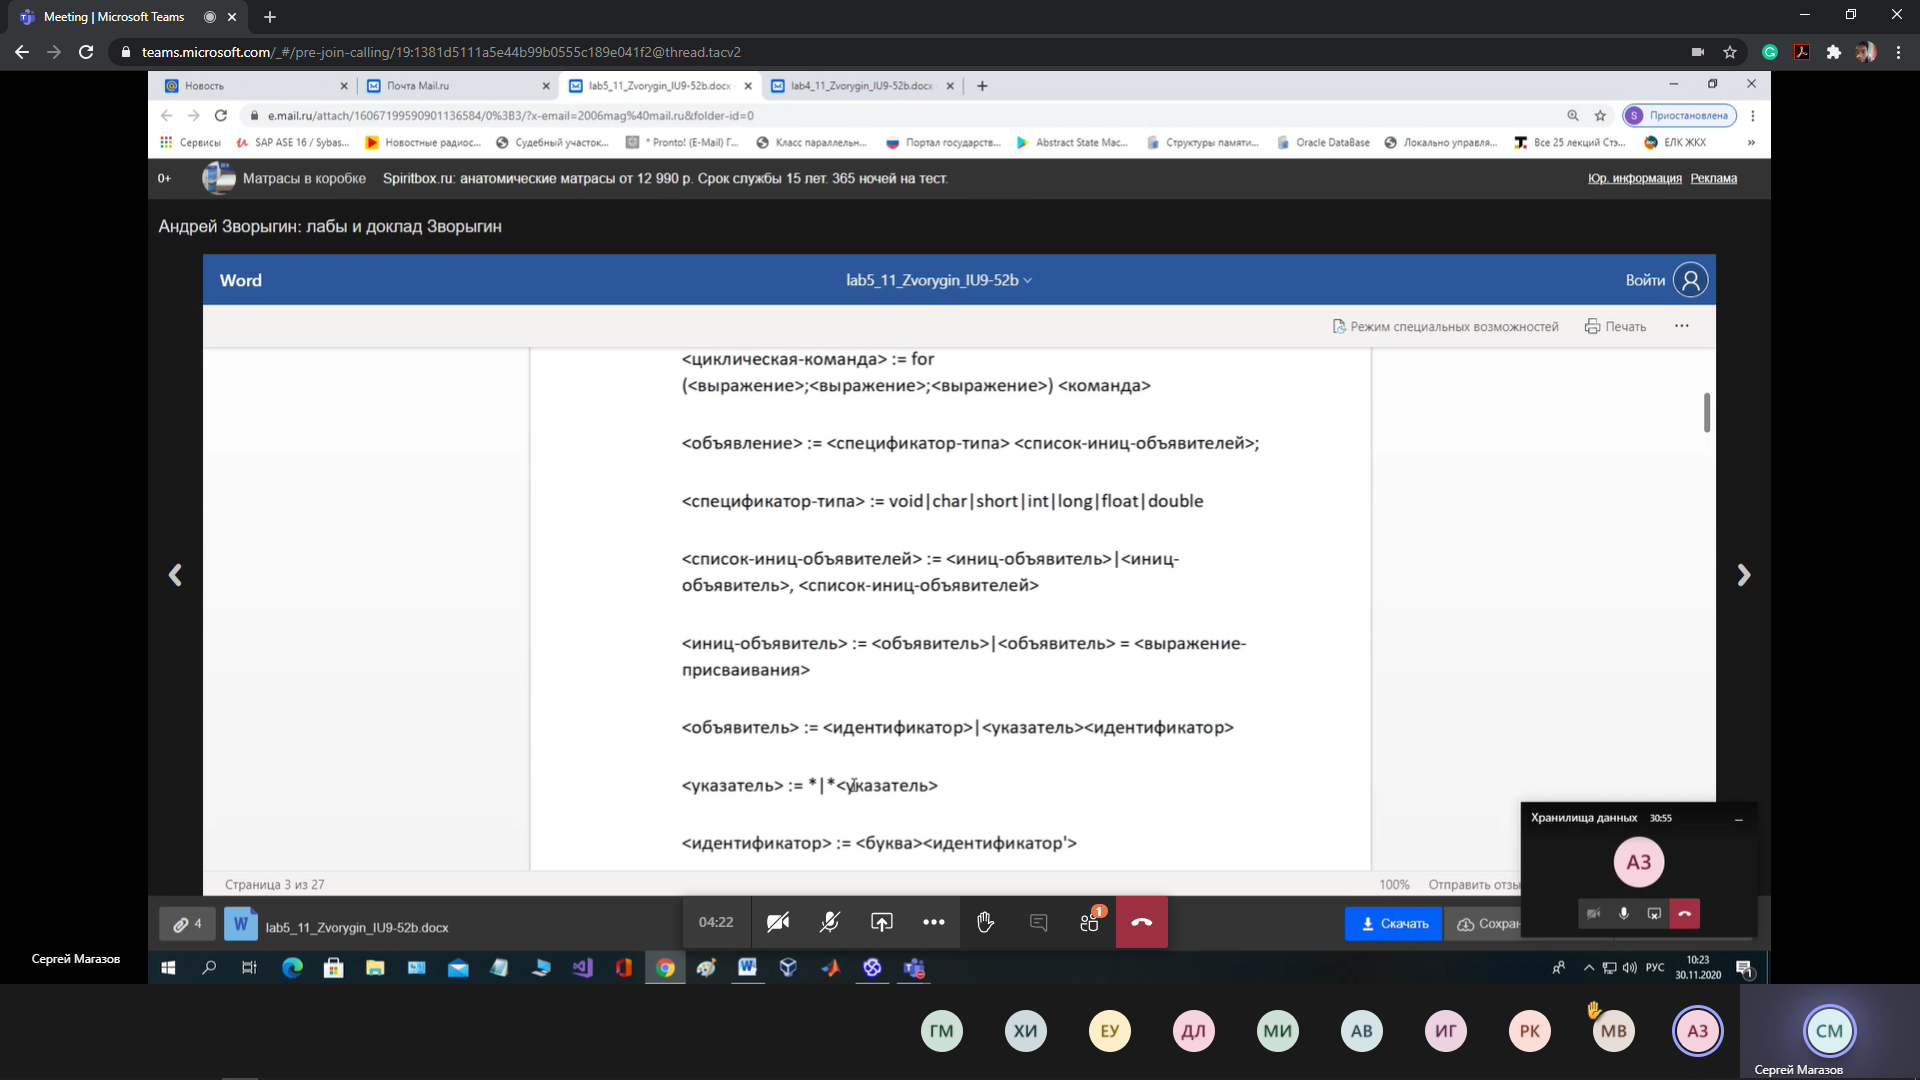 Meeting | Microsoft Teams
teams.microsoft.com/_#/pre-join-calling/19:1381d5111a5e44b99b0555c189e041f2@thread.tacv2
Новость
Почта Mail.ru
lab5_11_Zvorygin_IU9-52b.docx
lab4_11_Zvorygin_IU9-52b.docx
e.mail.ru/attach/16067199590901136584/0%3B3/?x-email=2006mag%40mail.ru&folder-id=0
S
Приостановлена
Сервисы
SAP ASE 16 / Sybas...
Новостные радиос...
Судебный участок...
* Pronto! (E-Mail) Г...
Класс параллельн...
Портал государств...
Abstract State Mac...
Структуры памяти...
Oracle DataBase
Локально управля...
Все 25 лекций Стэ...
ЕЛК ЖКХ
»
0+
Матрасы в коробке
Spiritbox.ru: анатомические матрасы от 12 990 р. Срок службы 15 лет. 365 ночей на тест.
Юр. информация
Реклама
Андрей Зворыгин: лабы и доклад Зворыгин
Word
lab5_11_Zvorygin_IU9-52b
Войти
Режим специальных возможностей
Печать
<циклическая-команда> := for
(<выражение>;<выражение>;<выражение>) <команда>
<объявление> := <спецификатор-типа> <список-иниц-объявителей>;
<спецификатор-типа> := void|char|short|int|long|float|double
<список-иниц-объявителей> := <иниц-объявитель>|<иниц-
объявитель>, <список-иниц-объявителей>
<иниц-объявитель> := <объявитель>|<объявитель> = <выражение-
присваивания>
<объявитель> := <идентификатор>|<указатель><идентификатор>
<указатель> := *|*<указатель>
<идентификатор> := <буква><идентификатор'>
Страница 3 из 27
100%
Отправить отзы
Хранилища данных
30:55
АЗ
4
W
lab5_11_Zvorygin_IU9-52b.docx
04:22
1
Скачать
Сохран
Сергей Магазов
РУС
10:23
30.11.2020
1
ГМ
ХИ
ЕУ
ДЛ
МИ
АВ
ИГ
РК
МВ
АЗ
СМ
Сергей Магазов